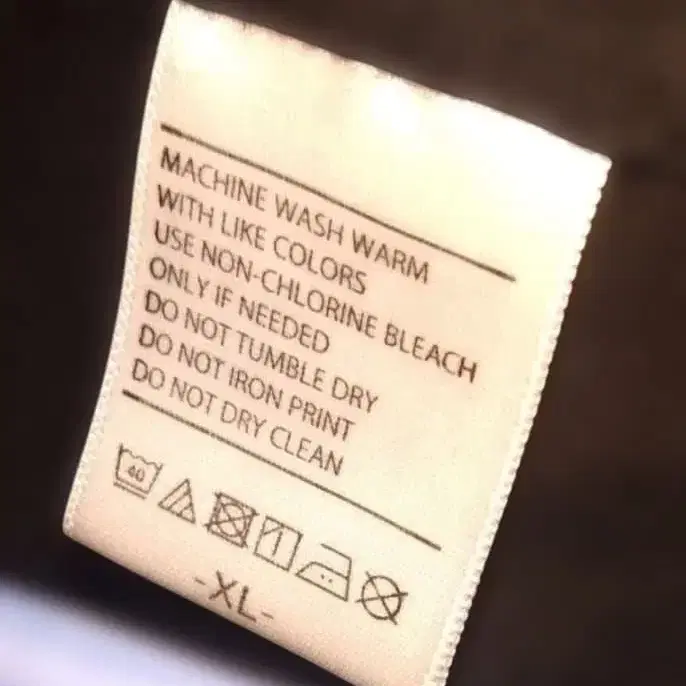 MACHINE WASH WARM
WITH LIKE COLORS
USE NON-CHLORINE BLEACH
ONLY IF NEEDED
DO NOT TUMBLE DRY
DO NOT IRON PRINT
DO NOT DRY CLEAN
40
-XL-